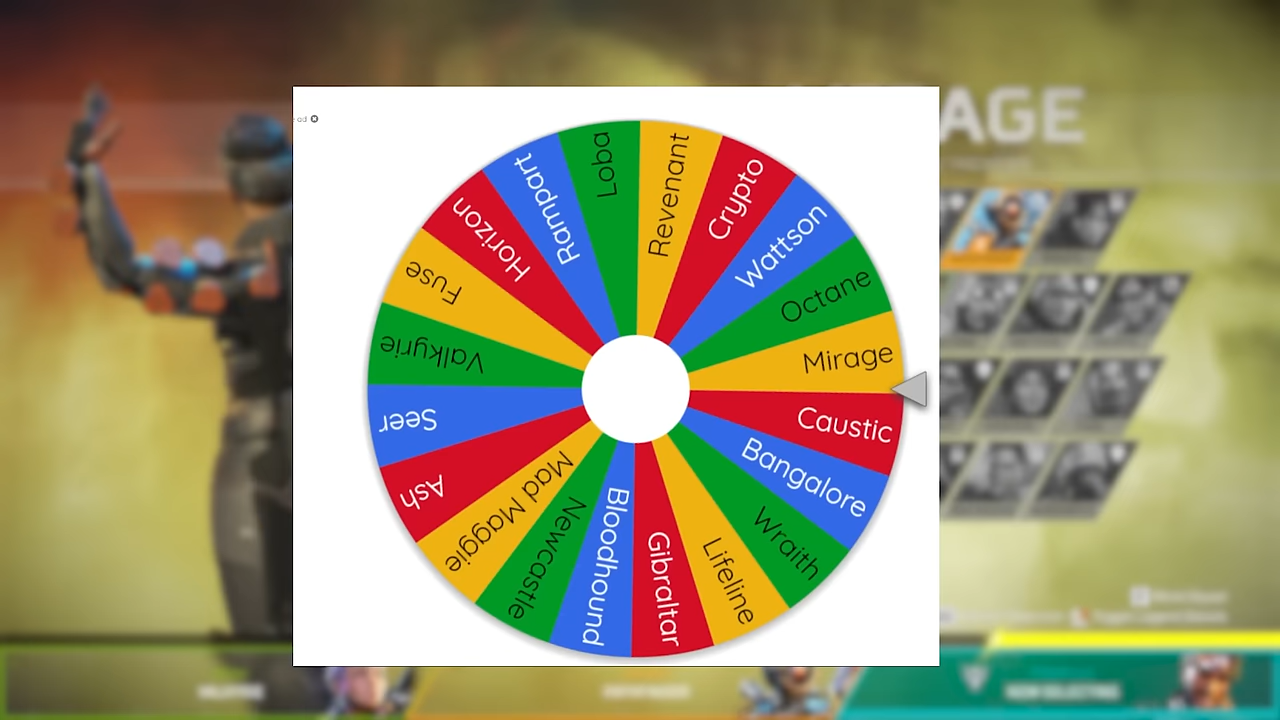 AGE
ad
Loba
Revenant
Crypto
Wattson
Octane
Mirage
Caustic
Bangalore
Wraith
Lifeline
Gibraltar
Bloodhound
Newcastle
Mad Maggie
Ash
Seer
Valkyrie
Fuse
Horizon
Rampart